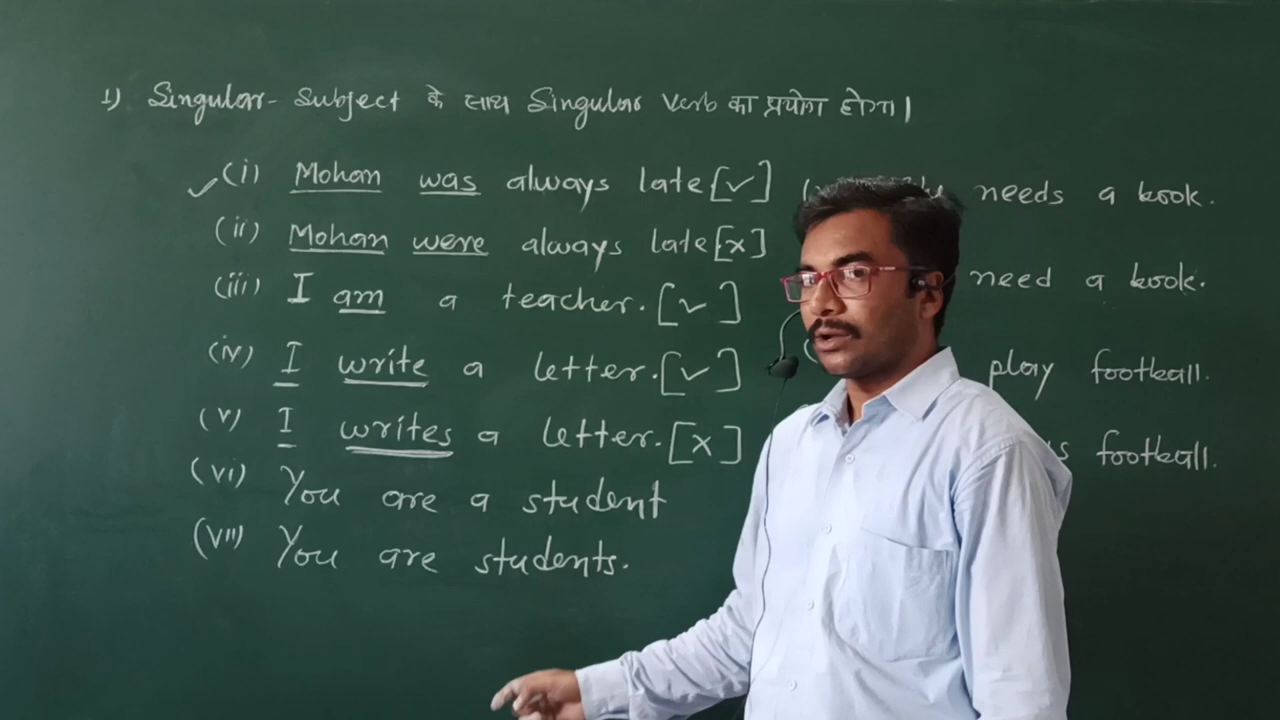 1) Singular Subject के साथ Singular Verb का प्रयोग होगा।
(i) Mohan was always late [✓]
(ii) Mohan were always late [x]
(iii) I am a teacher. [✓]
(iv) I write a letter. [✓]
(v) I writes a letter. [x]
(vi) You are a student
(vii) You are students.
needs a book.
need a book.
play football.
football.